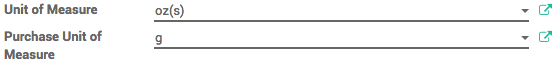 Unit of Measure oz(s)
Purchase Unit of g
Measure